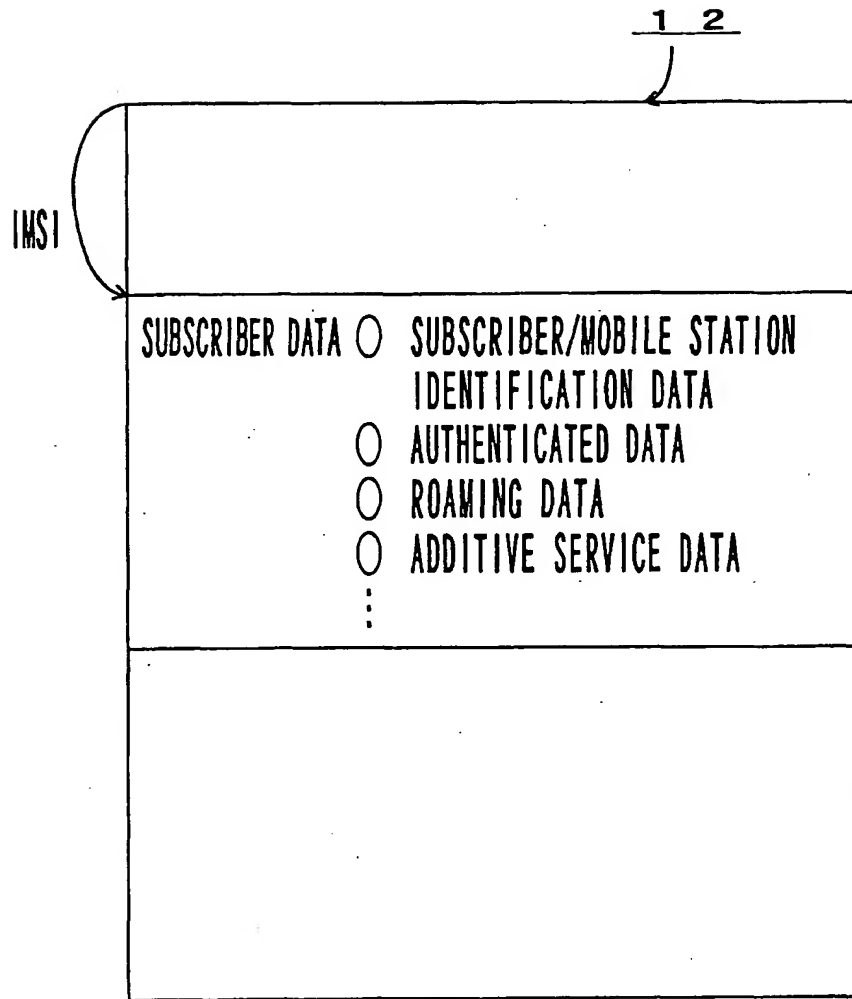 1 2
IMSI
SUBSCRIBER DATA ○ SUBSCRIBER/MOBILE STATION
IDENTIFICATION DATA
○ AUTHENTICATED DATA
○ ROAMING DATA
○ ADDITIVE SERVICE DATA
⋮